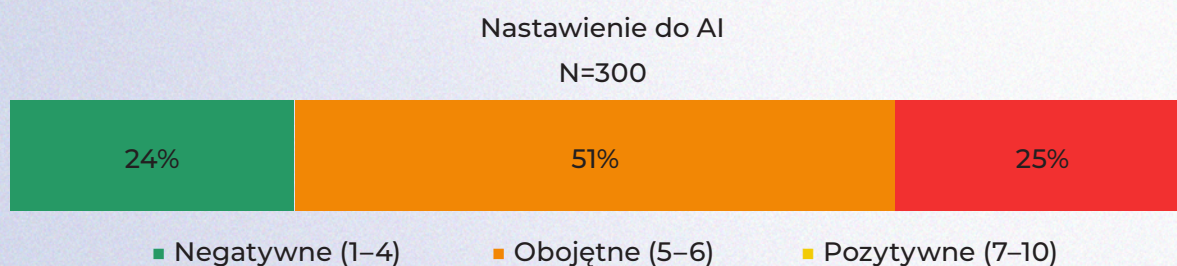 Nastawienie do AI
N=300
24% 51% 25%
Negatywne (1–4) Obojętne (5–6) Pozytywne (7–10)